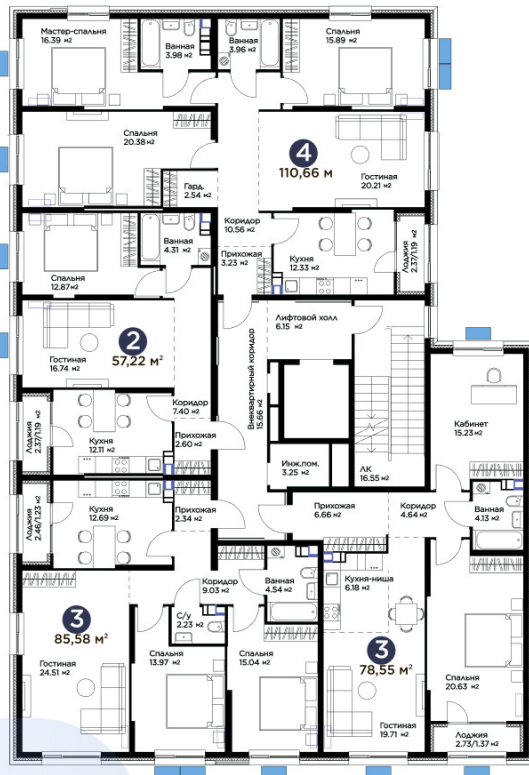 Мастер-спальня
16.39 м2
Ванная
3.98 м2
Ванная
3.96 м2
Спальня
15.89 м2
Спальня
20.38 м2
4
110,66 м
Гостиная
20.21 м2
Гард.
2.54 м2
Коридор
10.56 м2
Прихожая
3.23 м2
Кухня
12.33 м2
Лоджия
2.37/1.19 м2
Ванная
4.31 м2
Спальня
12.87 м2
2
57,22 м2
Гостиная
16.74 м2
Лифтовой холл
6.15 м2
Внеквартирный коридор
15.66 м2
Коридор
7.40 м2
Прихожая
2.60 м2
Кухня
12.11 м2
Лоджия
2.37/1.19 м2
Кабинет
15.23 м2
Инж.пом.
3.25 м2
ЛК
16.55 м2
Лоджия
2.46/1.23 м2
Кухня
12.69 м2
Прихожая
2.34 м2
Прихожая
6.66 м2
Коридор
4.64 м2
Ванная
4.13 м2
Коридор
9.03 м2
Ванная
4.54 м2
Кухня-ниша
6.18 м2
3
85,58 м2
Гостиная
24.51 м2
С/у
2.23 м2
Спальня
13.97 м2
Спальня
15.04 м2
3
78,55 м2
Гостиная
19.71 м2
Спальня
20.63 м2
Лоджия
2.73/1.37 м2